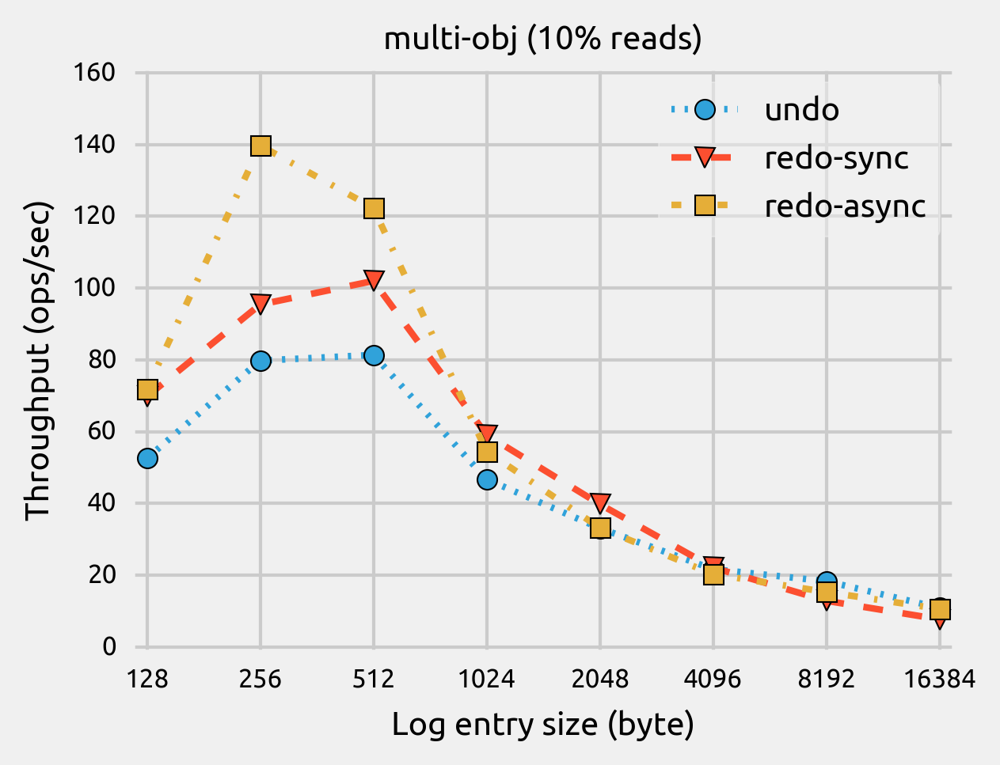 multi-obj (10% reads)
160
140
120
100
80
60
40
20
0
Throughput (ops/sec)
undo
redo-sync
redo-async
128 256 512 1024 2048 4096 8192 16384
Log entry size (byte)